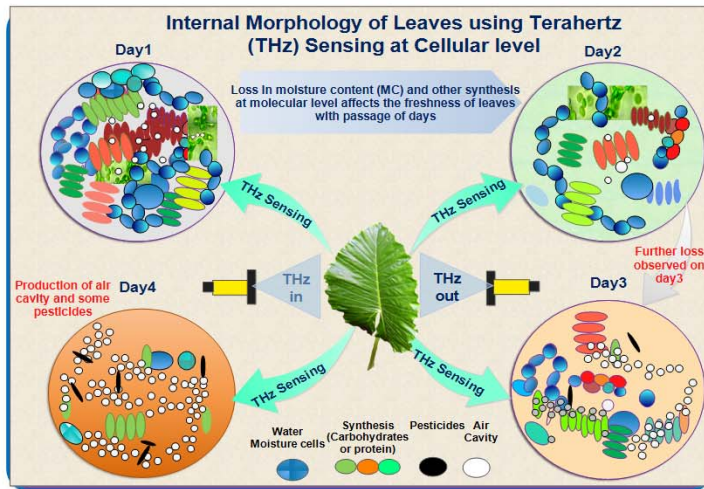 Internal Morphology of Leaves using Terahertz
(THz) Sensing at Cellular level
Day1
Day2
Loss in moisture content (MC) and other synthesis
at molecular level affects the freshness of leaves
with passage of days
THz Sensing
THz Sensing
Further loss
observed on
day3
Production of air
cavity and some
pesticides
Day4
THz
in
THz
out
Day3
THz Sensing
THz Sensing
Water
Moisture cells
Synthesis
(Carbohydrates
or protein)
Pesticides
Air
Cavity